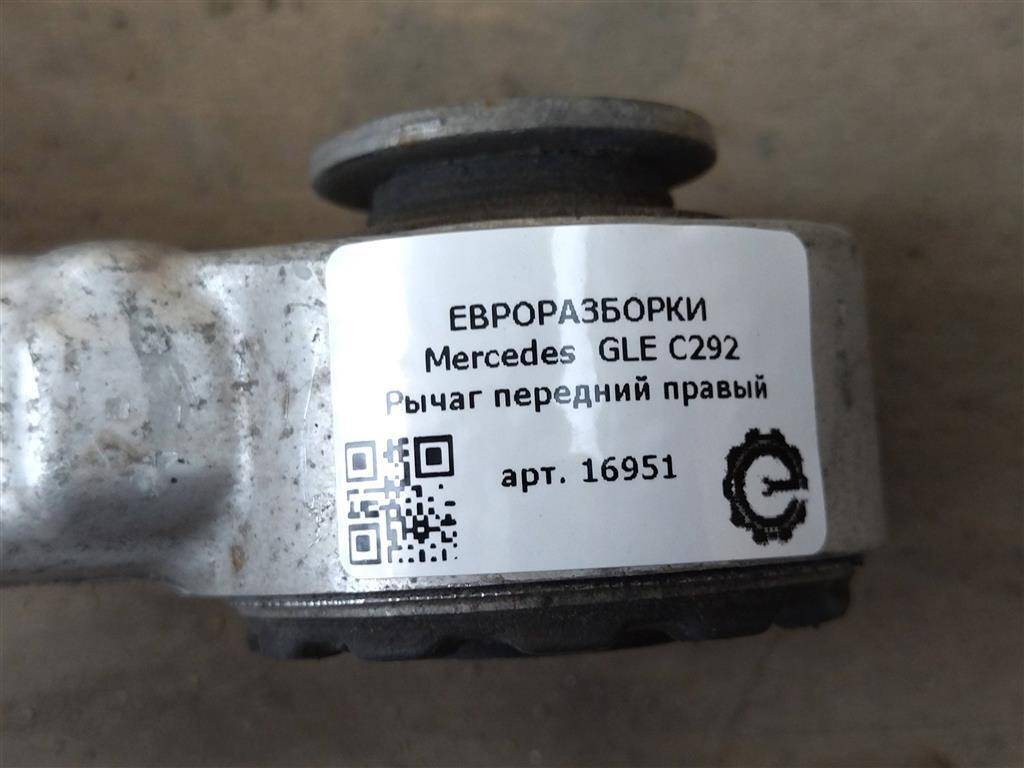 ЕВРОРАЗБОРКИ
Mercedes GLE C292
Рычаг передний правый
арт. 16951